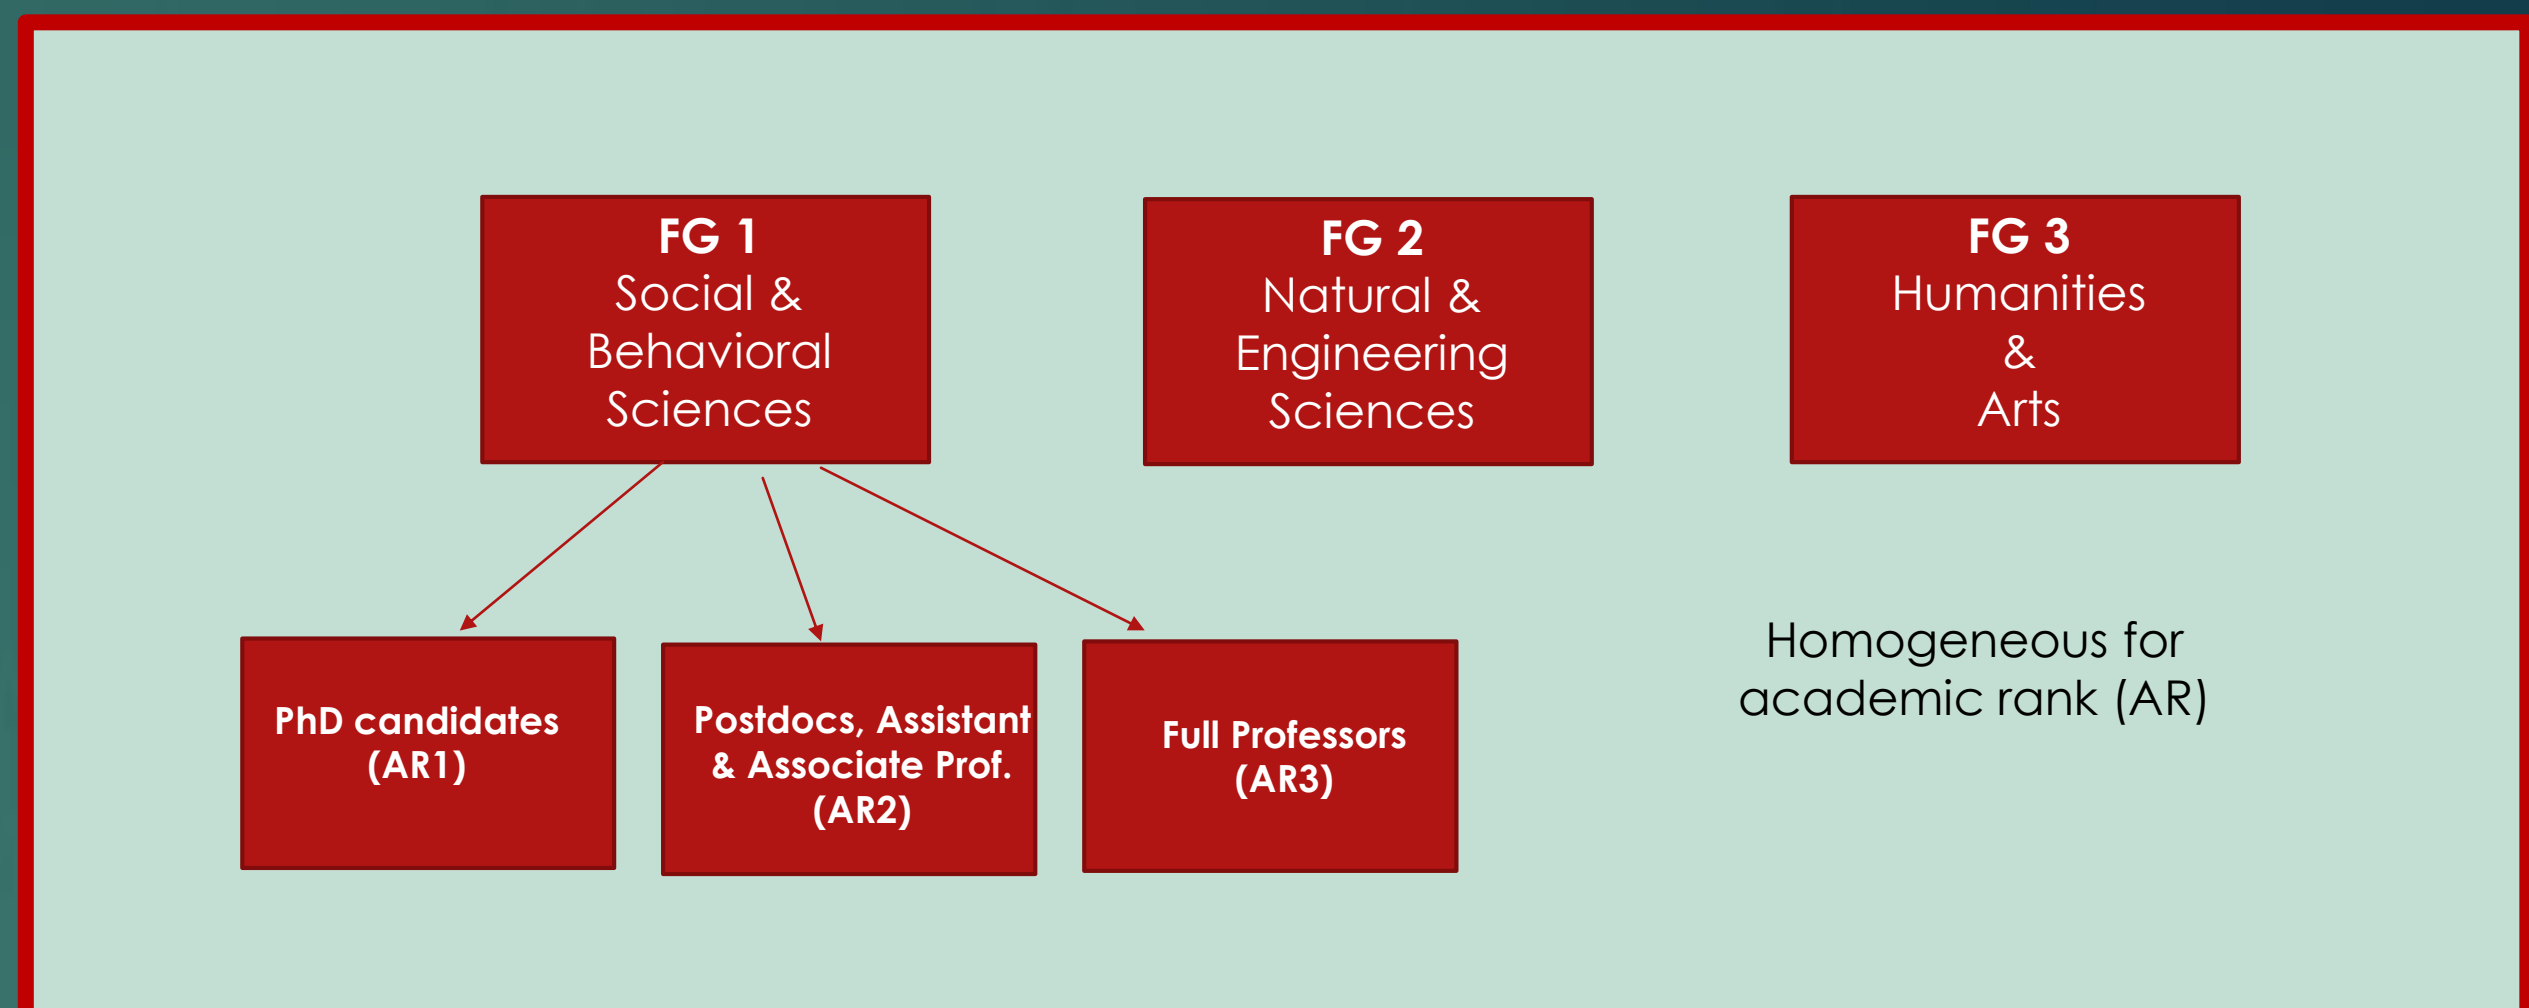 FG 1
Social &
Behavioral
Sciences
FG 2
Natural &
Engineering
Sciences
FG 3
Humanities
&
Arts
PhD candidates
(AR1)
Postdocs, Assistant
& Associate Prof.
(AR2)
Full Professors
(AR3)
Homogeneous for
academic rank (AR)